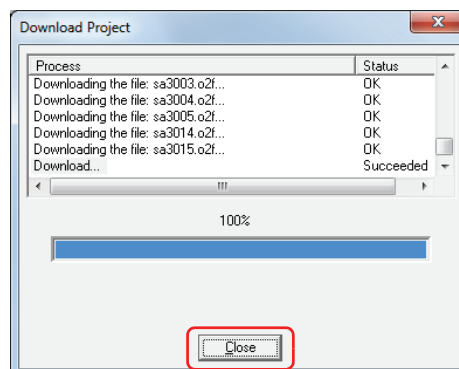 Download Project
Process Status
Downloading the file: sa3003.o2f... OK
Downloading the file: sa3004.o2f... OK
Downloading the file: sa3005.o2f... OK
Downloading the file: sa3014.o2f... OK
Downloading the file: sa3015.o2f... OK
Download... Succeeded
100%
Close